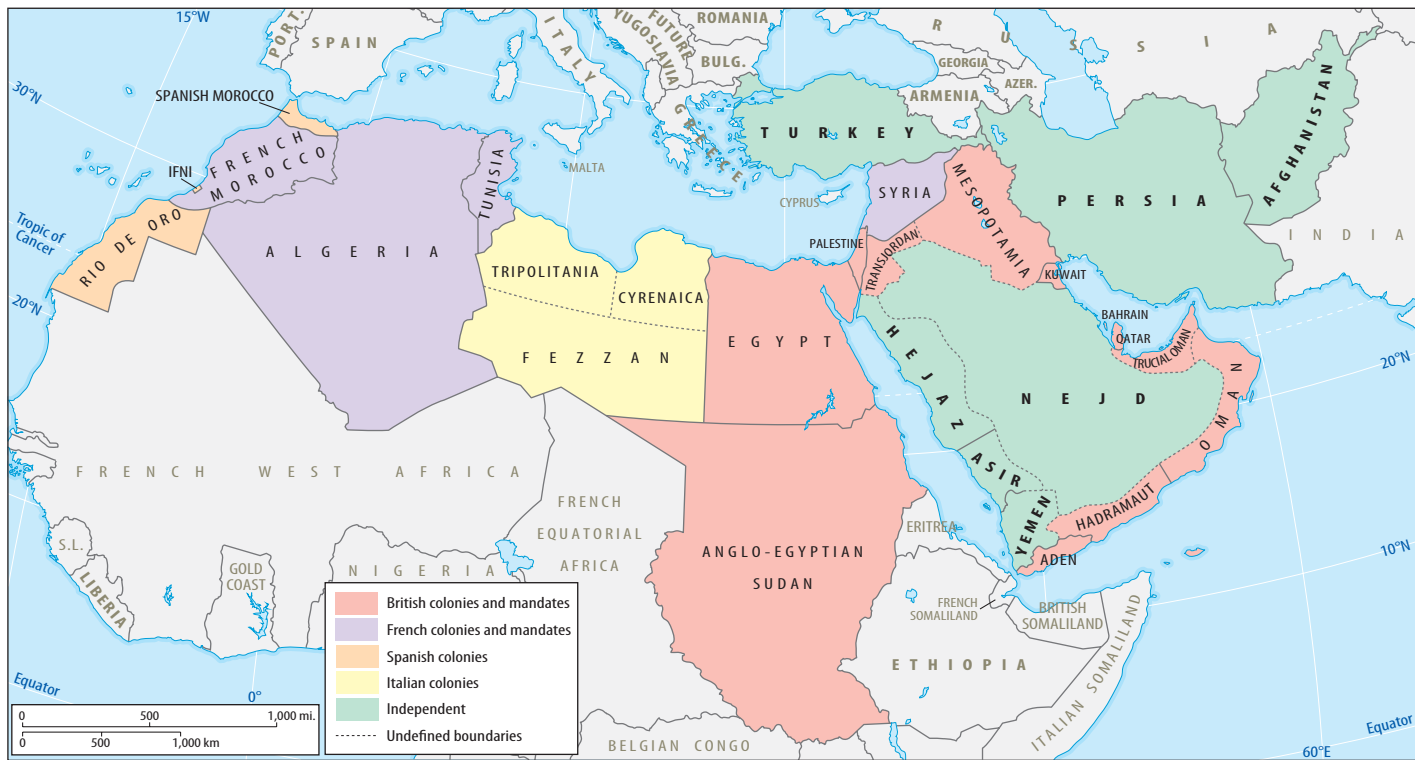 15°W
PORT.
SPAIN
ITALY
FUTURE
YUGOSLAVIA
ROMANIA
BULG.
RUSSIA
GEORGIA
AZER.
ARMENIA
30°N
SPANISH MOROCCO
GREECE
TURKEY
AFGHANISTAN
FRENCH
MOROCCO
IFNI
TUNISIA
MALTA
CYPRUS
SYRIA
MESOPOTAMIA
PERSIA
INDIA
Tropic of
Cancer
RIO DE ORO
ALGERIA
TRIPOLITANIA
CYRENAICA
PALESTINE
TRANSJORDAN.
KUWAIT
20°N
FEZZAN
EGYPT
HEJAZ
BAHRAIN
QATAR
TRUCIAL OMAN
20°N
NEJD
OMAN
FRENCH WEST AFRICA
ASIR
YEMEN
HADRAMAUT
ADEN
FRENCH
EQUATORIAL
AFRICA
ANGLO-EGYPTIAN
SUDAN
ERITREA
10°N
S.L.
LIBERIA
GOLD
COAST
NIGERIA
FRENCH
SOMALILAND
BRITISH
SOMALILAND
ETHIOPIA
ITALIAN SOMALILAND
BELGIAN CONGO
Equator
0°
Equator
60°E
British colonies and mandates
French colonies and mandates
Spanish colonies
Italian colonies
Independent
Undefined boundaries
0 500 1,000 mi.
0 500 1,000 km